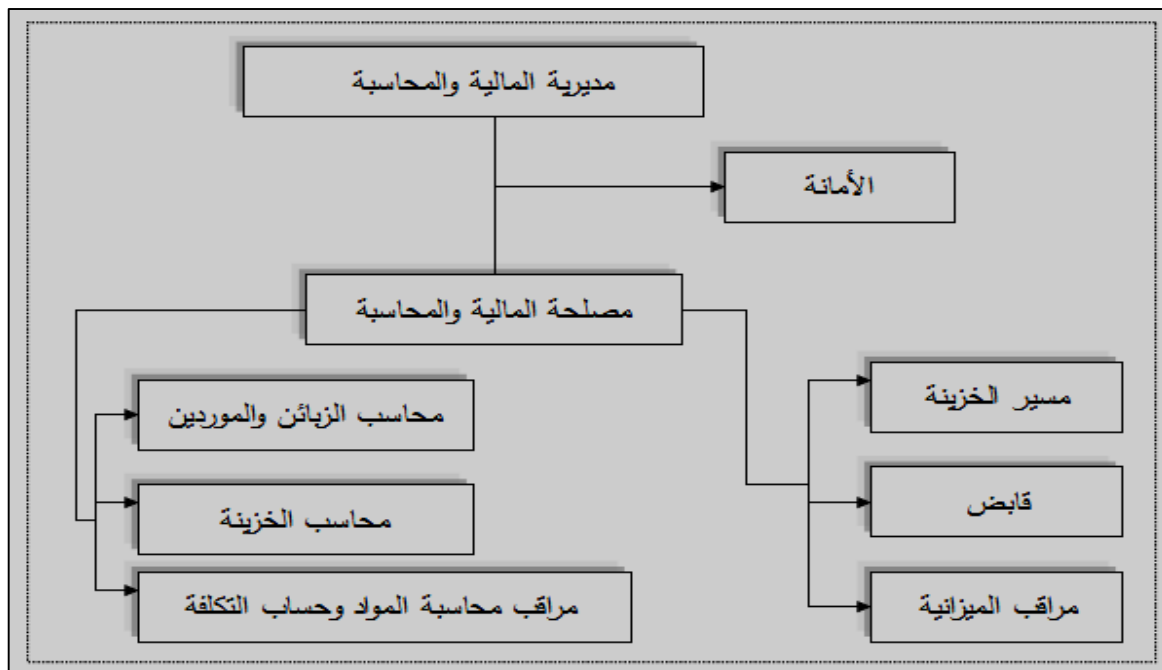 مديرية المالية والمحاسبة
الأمانة
مصلحة المالية والمحاسبة
مسير الخزينة
محاسب الزبائن والموردين
قابض
محاسب الخزينة
مراقب الميزانية
مراقب محاسبة المواد وحساب التكلفة